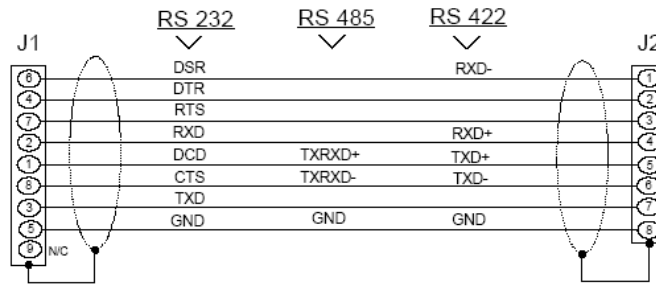 RS 232 RS 485 RS 422
J1 J2
6 DSR RXD- 1
4 DTR 2
7 RTS 3
2 RXD RXD+ 4
1 DCD TXRXD+ TXD+ 5
8 CTS TXRXD- TXD- 6
3 TXD 7
5 GND GND GND 8
9 N/C